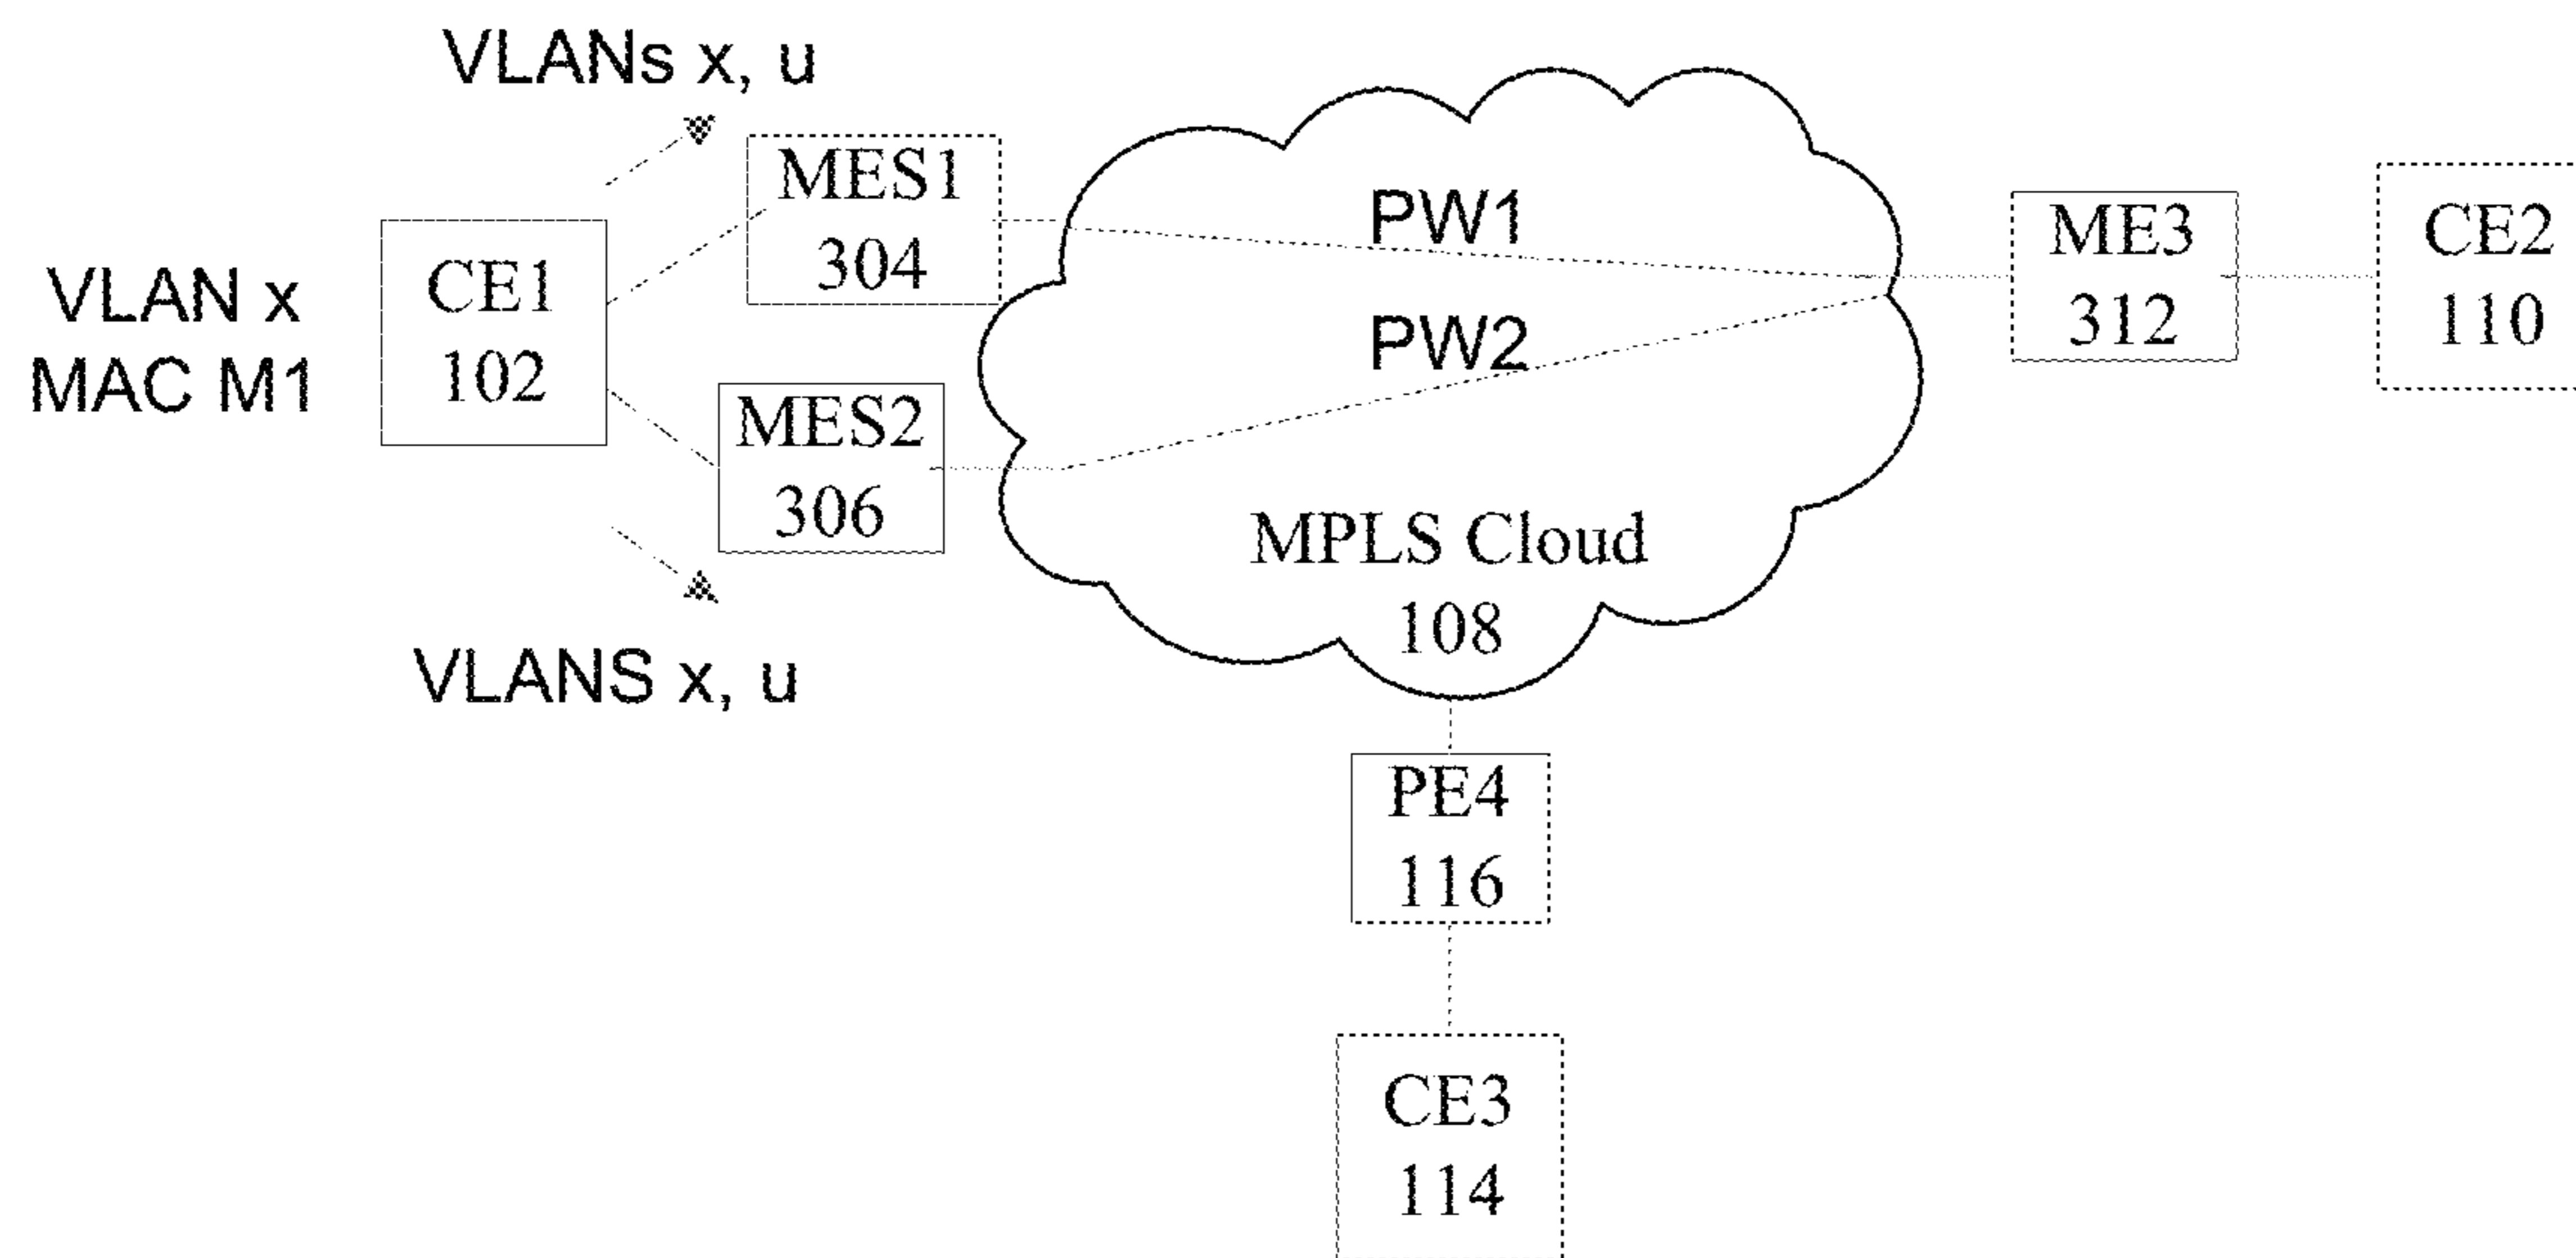 VLANs x, u
VLAN x
MAC M1
CE1
102
MES1
304
MES2
306
VLANS x, u
PW1
PW2
MPLS Cloud
108
ME3
312
CE2
110
PE4
116
CE3
114